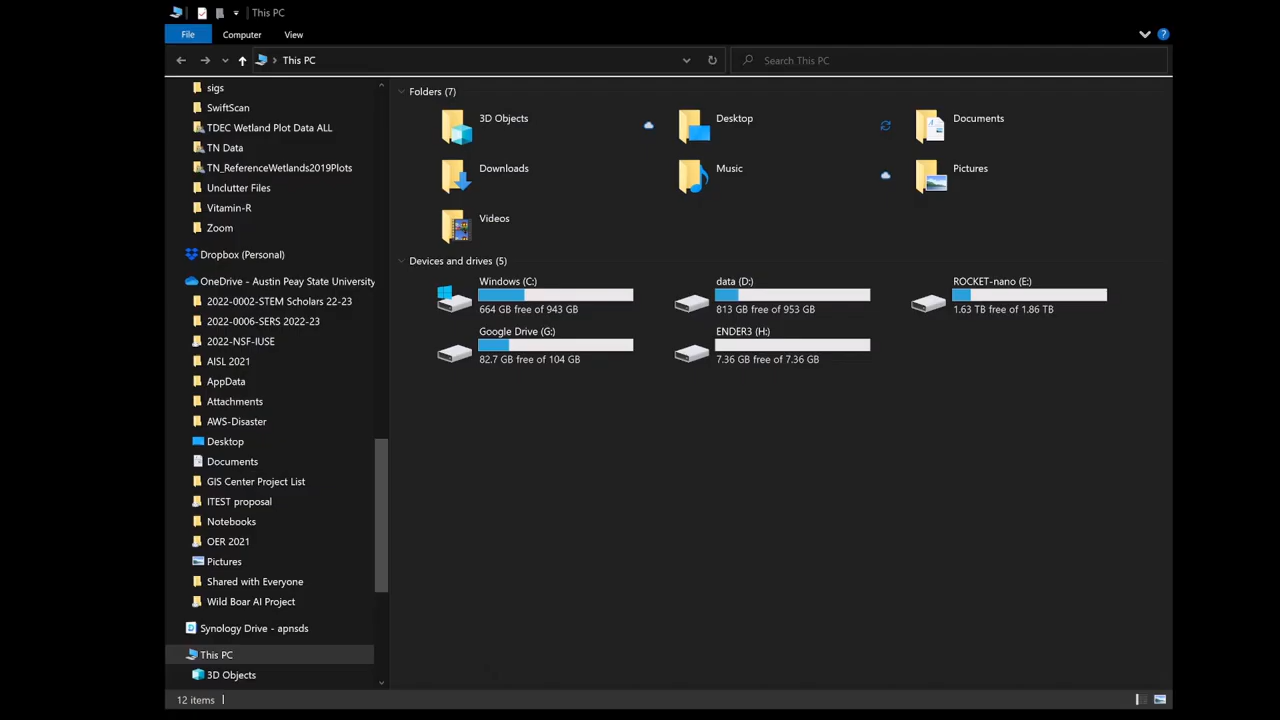 This PC
File
Computer
View
?
This PC
Search This PC
sigs
SwiftScan
TDEC Wetland Plot Data ALL
TN Data
TN_ReferenceWetlands2019Plots
Unclutter Files
Vitamin-R
Zoom
Dropbox (Personal)
OneDrive - Austin Peay State University
2022-0002-STEM Scholars 22-23
2022-0006-SERS 2022-23
2022-NSF-IUSE
AISL 2021
AppData
Attachments
AWS-Disaster
Desktop
Documents
GIS Center Project List
ITEST proposal
Notebooks
OER 2021
Pictures
Shared with Everyone
Wild Boar AI Project
Synology Drive - apnsds
This PC
3D Objects
Folders (7)
3D Objects
Desktop
Documents
Downloads
Music
Pictures
Videos
Devices and drives (5)
Windows (C:)
664 GB free of 943 GB
data (D:)
813 GB free of 953 GB
ROCKET-nano (E:)
1.63 TB free of 1.86 TB
Google Drive (G:)
82.7 GB free of 104 GB
ENDER3 (H:)
7.36 GB free of 7.36 GB
12 items